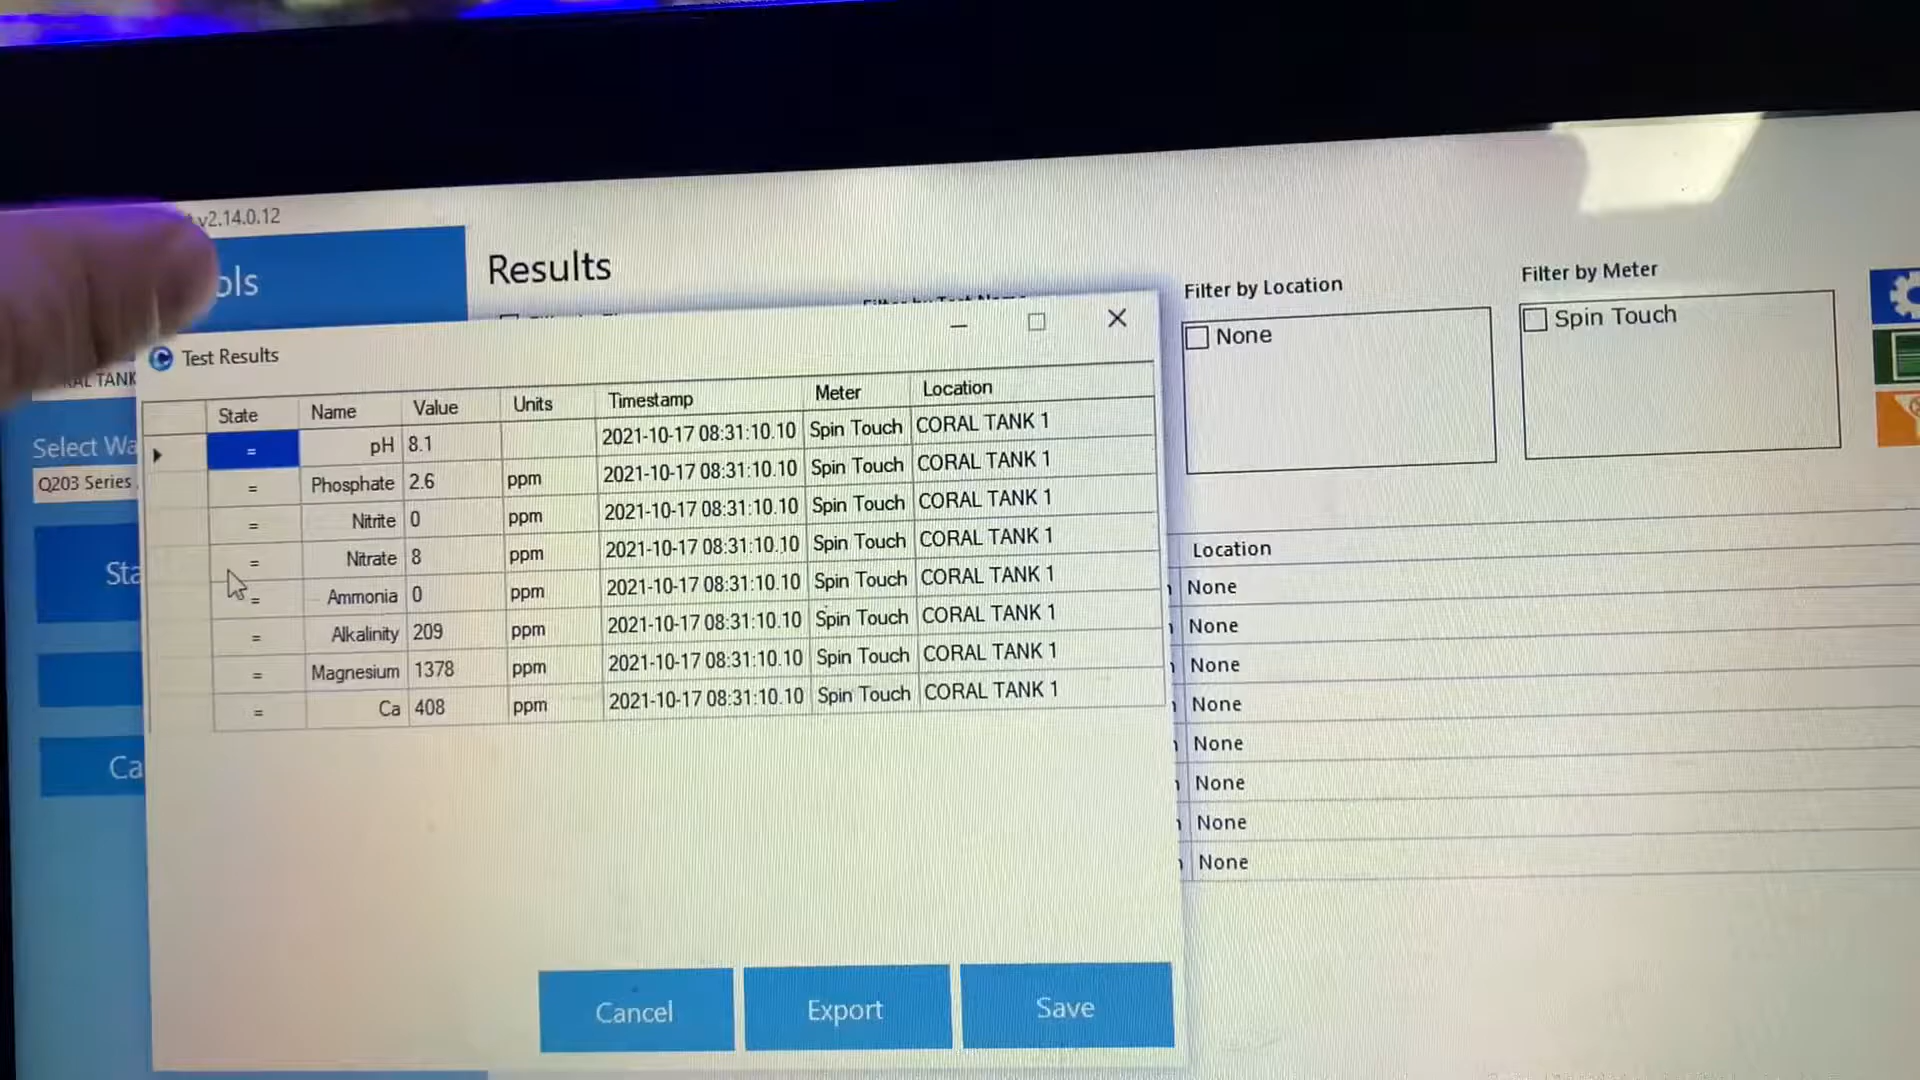 v2.14.0.12
ols
Results
Filter by Location
None
Filter by Meter
Spin Touch
Test Results
TANK
Select Wa
Q203 Series
Sta
Ca
State Name Value Units Timestamp Meter Location
= pH 8.1 2021-10-17 08:31:10.10 Spin Touch CORAL TANK 1
= Phosphate 2.6 ppm 2021-10-17 08:31:10.10 Spin Touch CORAL TANK 1
= Nitrite 0 ppm 2021-10-17 08:31:10.10 Spin Touch CORAL TANK 1
= Nitrate 8 ppm 2021-10-17 08:31:10.10 Spin Touch CORAL TANK 1
= Ammonia 0 ppm 2021-10-17 08:31:10.10 Spin Touch CORAL TANK 1
= Alkalinity 209 ppm 2021-10-17 08:31:10.10 Spin Touch CORAL TANK 1
= Magnesium 1378 ppm 2021-10-17 08:31:10.10 Spin Touch CORAL TANK 1
= Ca 408 ppm 2021-10-17 08:31:10.10 Spin Touch CORAL TANK 1
Location
None
None
None
None
None
None
None
None
Cancel
Export
Save